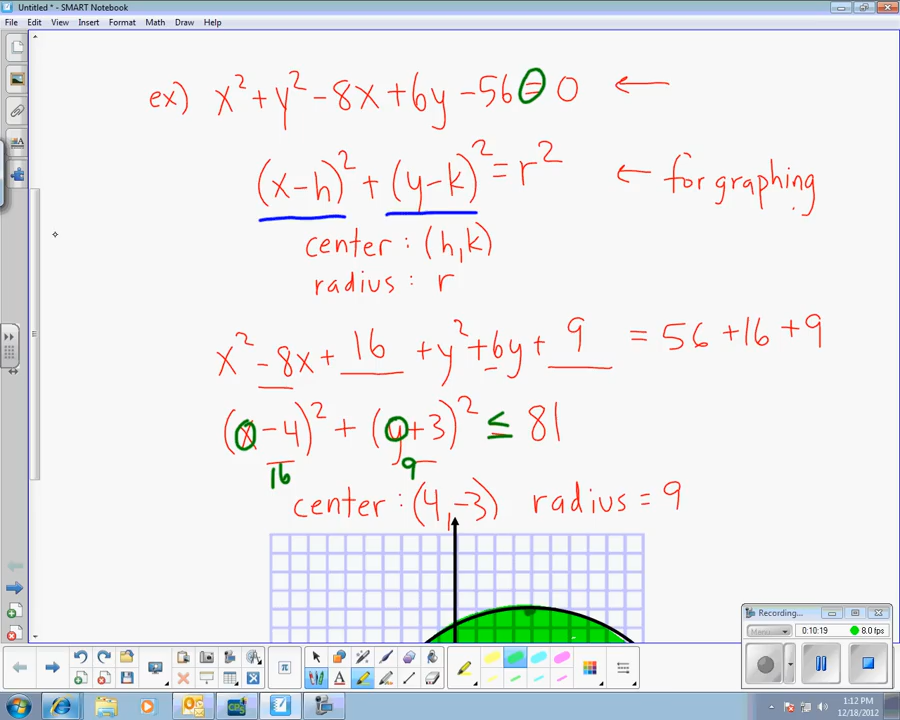 Untitled * - SMART Notebook
File Edit View Insert Format Math Draw Help
ex) x² + y² - 8x + 6y - 56 = 0 ←
(x-h)² + (y-k)² = r² ← for graphing
center : (h,k)
radius : r
x² - 8x + 16 + y² + 6y + 9 = 56 + 16 + 9
(x-4)² + (y+3)² ≤ 81
16 9
center : (4,-3) radius = 9
Recording...
0:10:19 8.0 fps
1:12 PM
12/18/2012